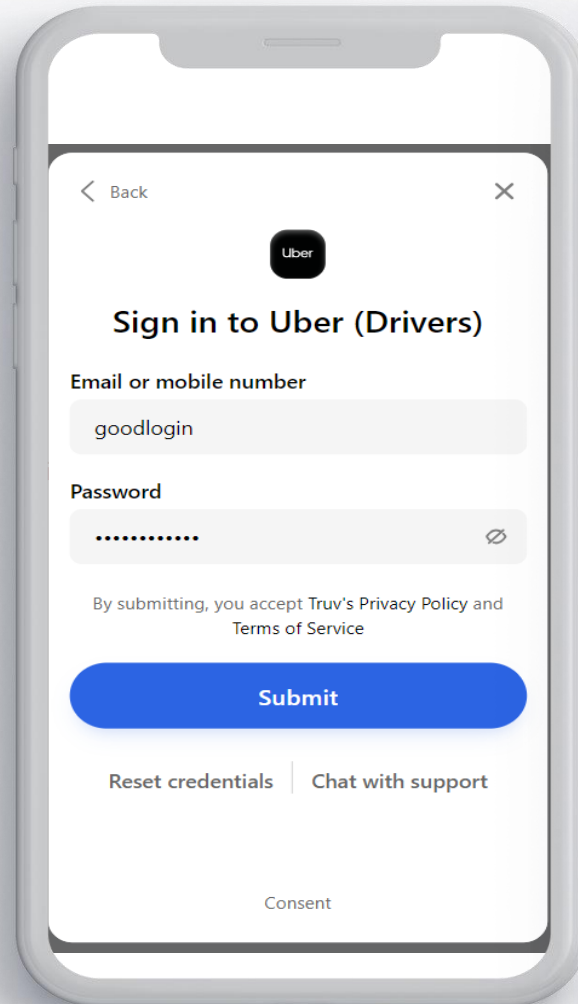 Back
Uber
Sign in to Uber (Drivers)
Email or mobile number
goodlogin
Password
••••••••••••
By submitting, you accept Truv's Privacy Policy and
Terms of Service
Submit
Reset credentials
Chat with support
Consent